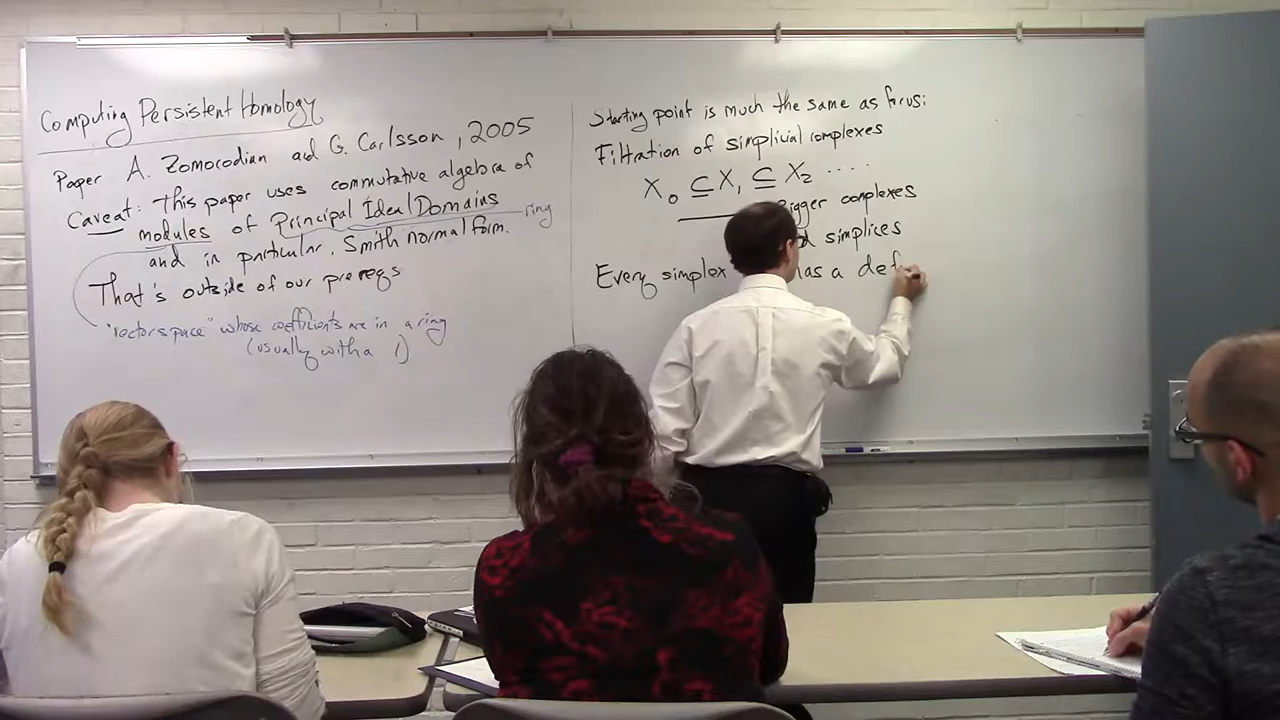 Computing Persistent Homology
Paper A. Zomorodian and G. Carlsson, 2005
Caveat: This paper uses commutative algebra of
modules of Principal Ideal Domains
ring
and in particular. Smith normal form.
That's outside of our prereqs
"vectorspace" whose coefficients are in a ring
(usually with a 1)
Starting point is much the same as for us:
Filtration of simplicial complexes
X0 ⊆ X1 ⊆ X2 ....
Bigger complexes
simplices
Every simplex has a def